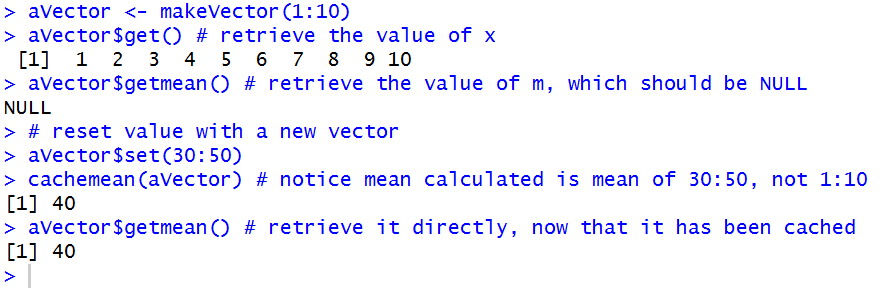 > aVector <- makeVector(1:10)
> aVector$get() # retrieve the value of x
 [1]  1  2  3  4  5  6  7  8  9 10
> aVector$getmean() # retrieve the value of m, which should be NULL
NULL
> # reset value with a new vector
> aVector$set(30:50)
> cachemean(aVector) # notice mean calculated is mean of 30:50, not 1:10
[1] 40
> aVector$getmean() # retrieve it directly, now that it has been cached
[1] 40
>